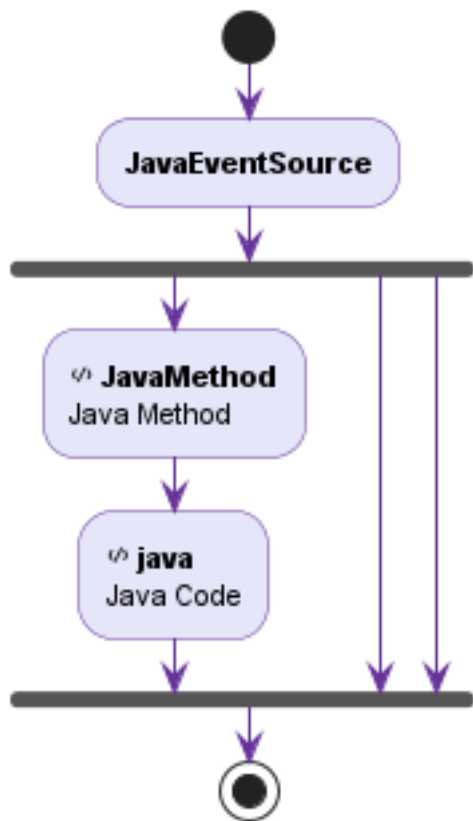 JavaEventSource
</> JavaMethod
Java Method
</> java
Java Code